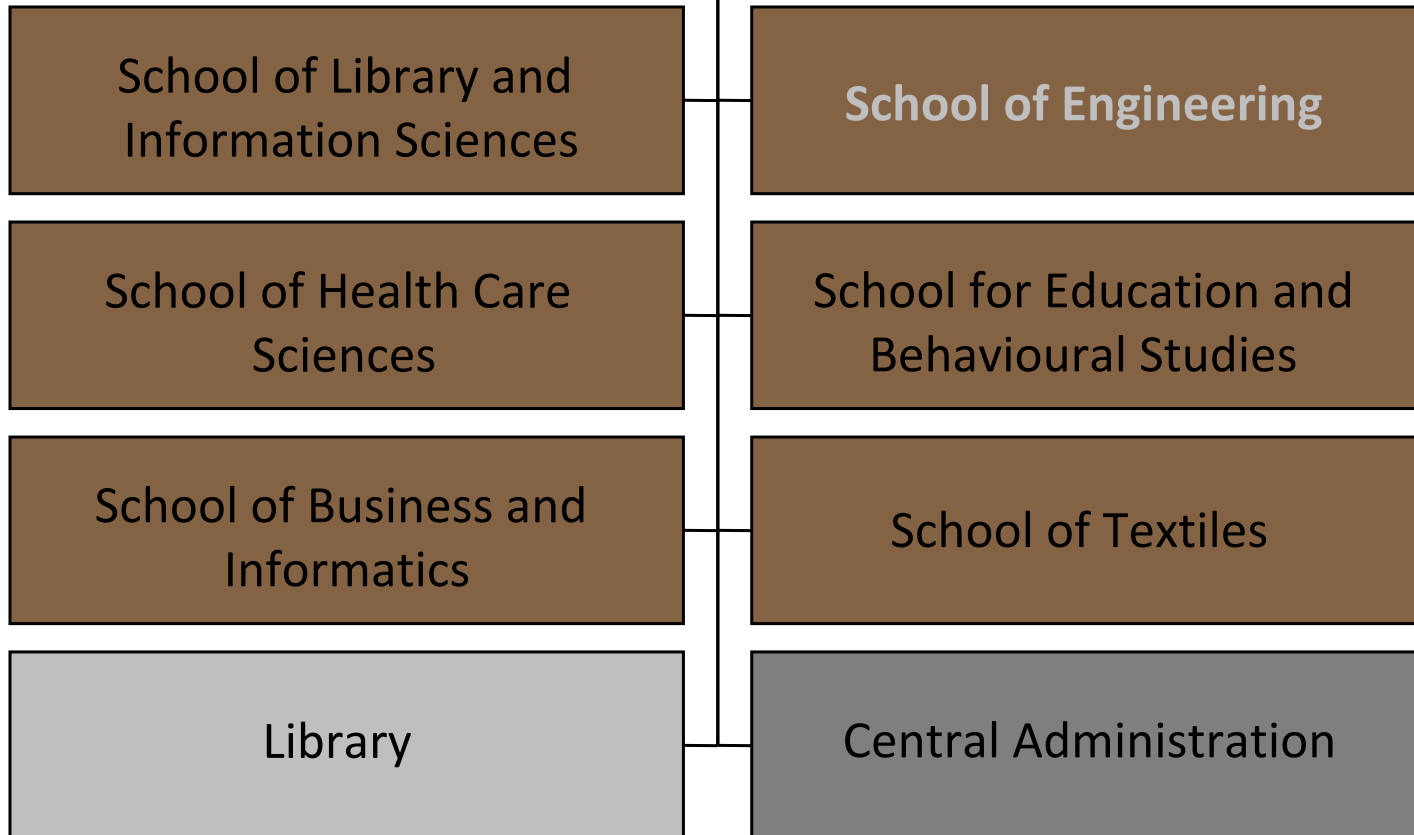 School of Library and
Information Sciences
School of Engineering
School of Health Care
Sciences
School for Education and
Behavioural Studies
School of Business and
Informatics
School of Textiles
Library
Central Administration